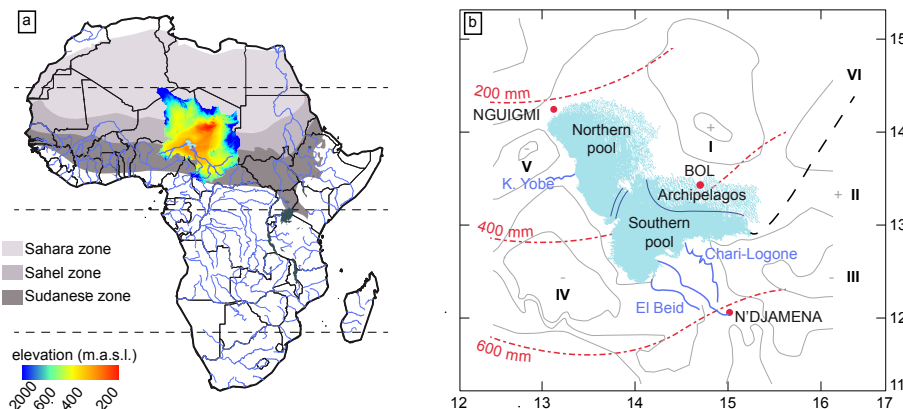 a
Sahara zone
Sahel zone
Sudanese zone
elevation (m.a.s.l.)
2000
600
400
200
b
200 mm
NGUIGMI
Northern
pool
V
K. Yobe
I
BOL
Archipelagos
VI
II
400 mm
Southern
pool
Chari-Logone
III
IV
El Beid
N'DJAMENA
600 mm
15
14
13
12
11
12 13 14 15 16 17